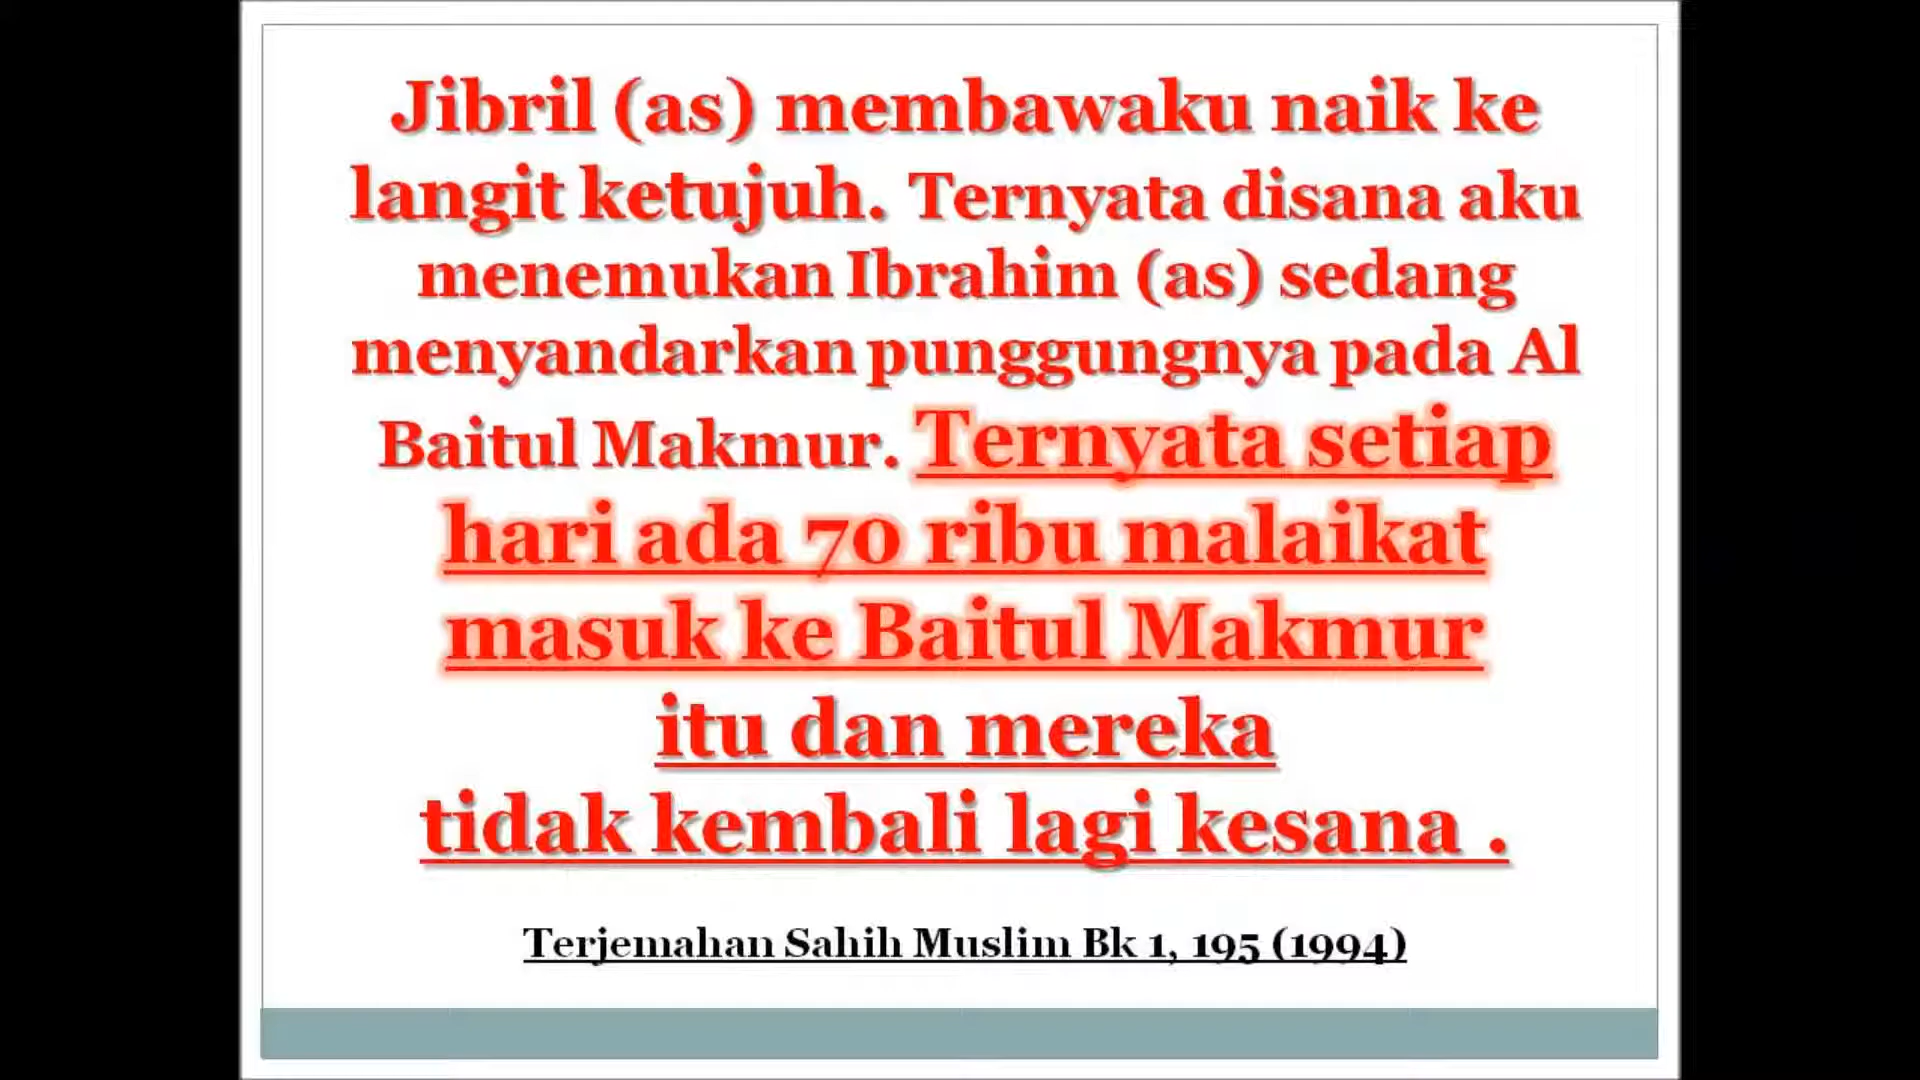 Jibril (as) membawaku naik ke
langit ketujuh. Ternyata disana aku
menemukan Ibrahim (as) sedang
menyandarkan punggungnya pada Al
Baitul Makmur. Ternyata setiap
hari ada 70 ribu malaikat
masuk ke Baitul Makmur
itu dan mereka
tidak kembali lagi kesana .
Terjemahan Sahih Muslim Bk 1, 195 (1994)